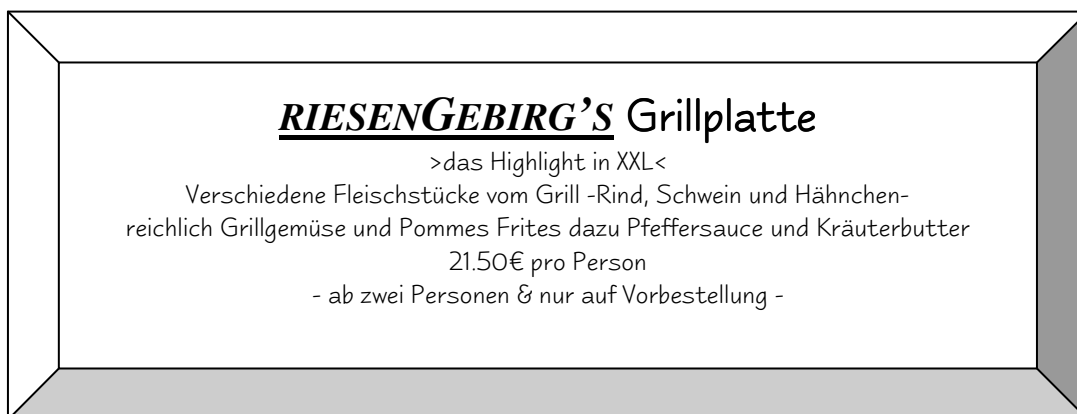 RIESENGEBIRG'S Grillplatte
>das Highlight in XXL<
Verschiedene Fleischstücke vom Grill -Rind, Schwein und Hähnchen-
reichlich Grillgemüse und Pommes Frites dazu Pfeffersauce und Kräuterbutter
21.50€ pro Person
- ab zwei Personen & nur auf Vorbestellung -